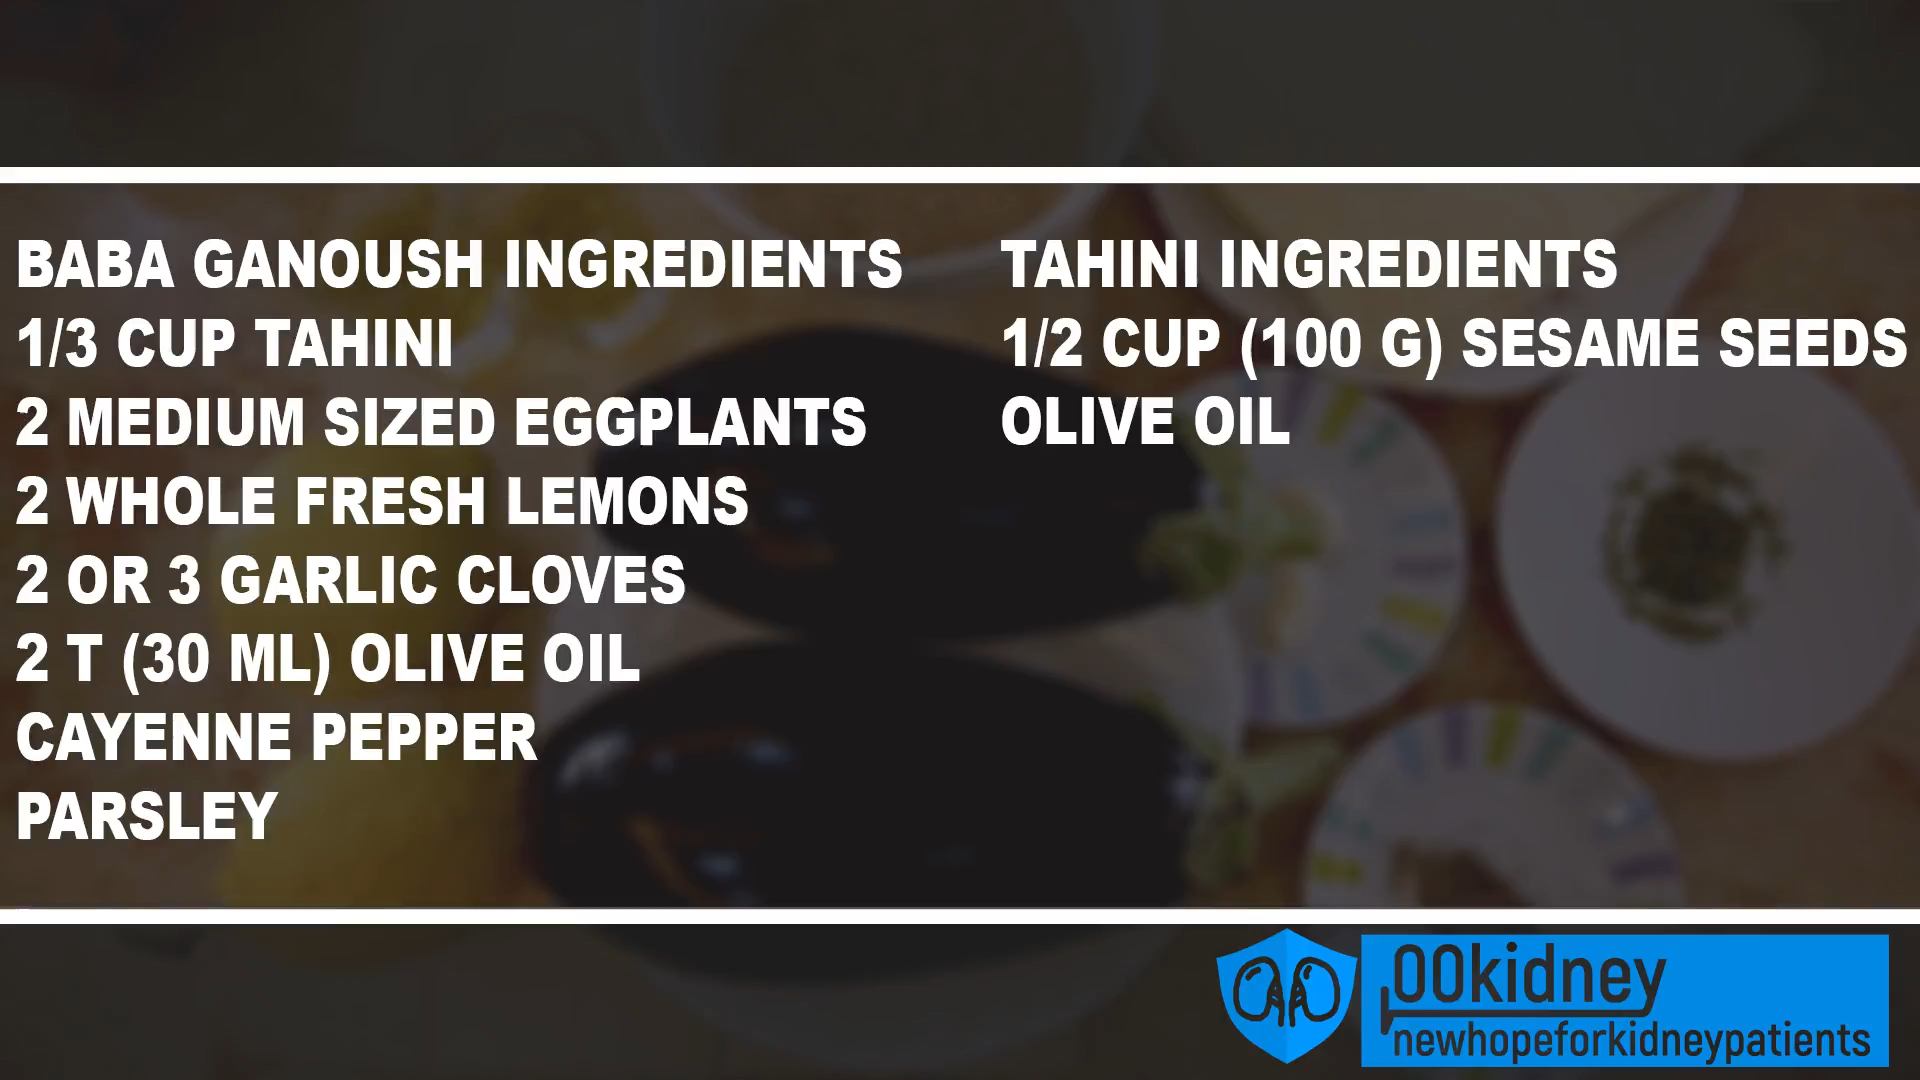 BABA GANOUSH INGREDIENTS
1/3 CUP TAHINI
2 MEDIUM SIZED EGGPLANTS
2 WHOLE FRESH LEMONS
2 OR 3 GARLIC CLOVES
2 T (30 ML) OLIVE OIL
CAYENNE PEPPER
PARSLEY
TAHINI INGREDIENTS
1/2 CUP (100 G) SESAME SEEDS
OLIVE OIL
00kidney
newhopeforkidneypatients